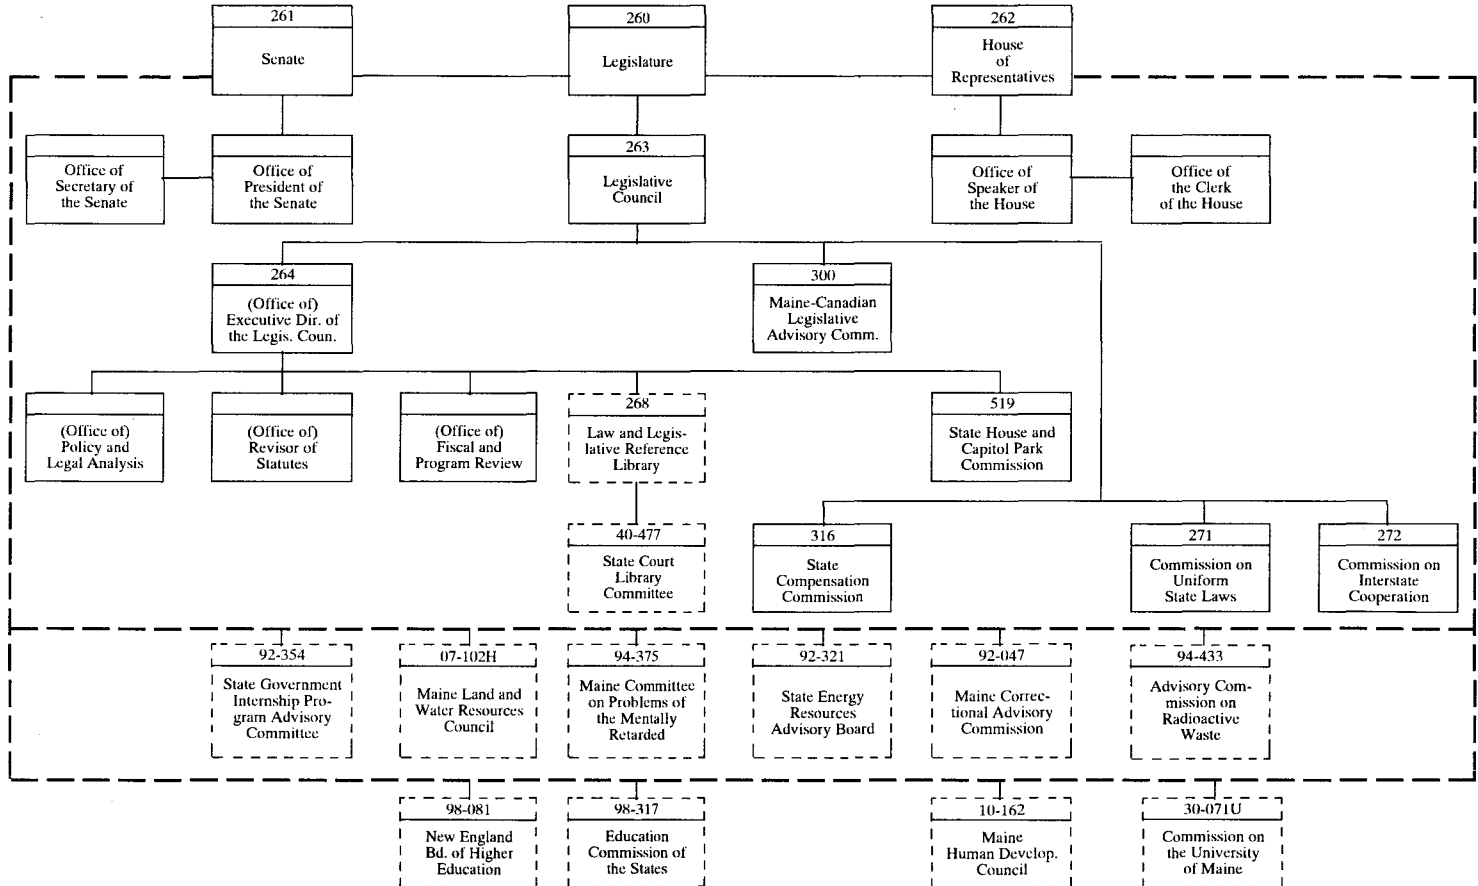 261
Senate
260
Legislature
262
House
of
Representatives
Office of
Secretary of
the Senate
Office of
President of
the Senate
263
Legislative
Council
Office of
Speaker of
the House
Office of
the Clerk
of the House
264
(Office of)
Executive Dir. of
the Legis. Coun.
300
Maine-Canadian
Legislative
Advisory Comm.
(Office of)
Policy and
Legal Analysis
(Office of)
Revisor of
Statutes
(Office of)
Fiscal and
Program Review
268
Law and Legis-
lative Reference
Library
519
State House and
Capitol Park
Commission
40-477
State Court
Library
Committee
316
State
Compensation
Commission
271
Commission on
Uniform
State Laws
272
Commission on
Interstate
Cooperation
92-354
State Government
Internship Pro-
gram Advisory
Committee
07-102H
Maine Land and
Water Resources
Council
94-375
Maine Committee
on Problems of
the Mentally
Retarded
92-321
State Energy
Resources
Advisory Board
92-047
Maine Correc-
tional Advisory
Commission
94-433
Advisory Com-
mission on
Radioactive
Waste
98-081
New England
Bd. of Higher
Education
98-317
Education
Commission of
the States
10-162
Maine
Human Develop.
Council
30-071U
Commission on
the University
of Maine